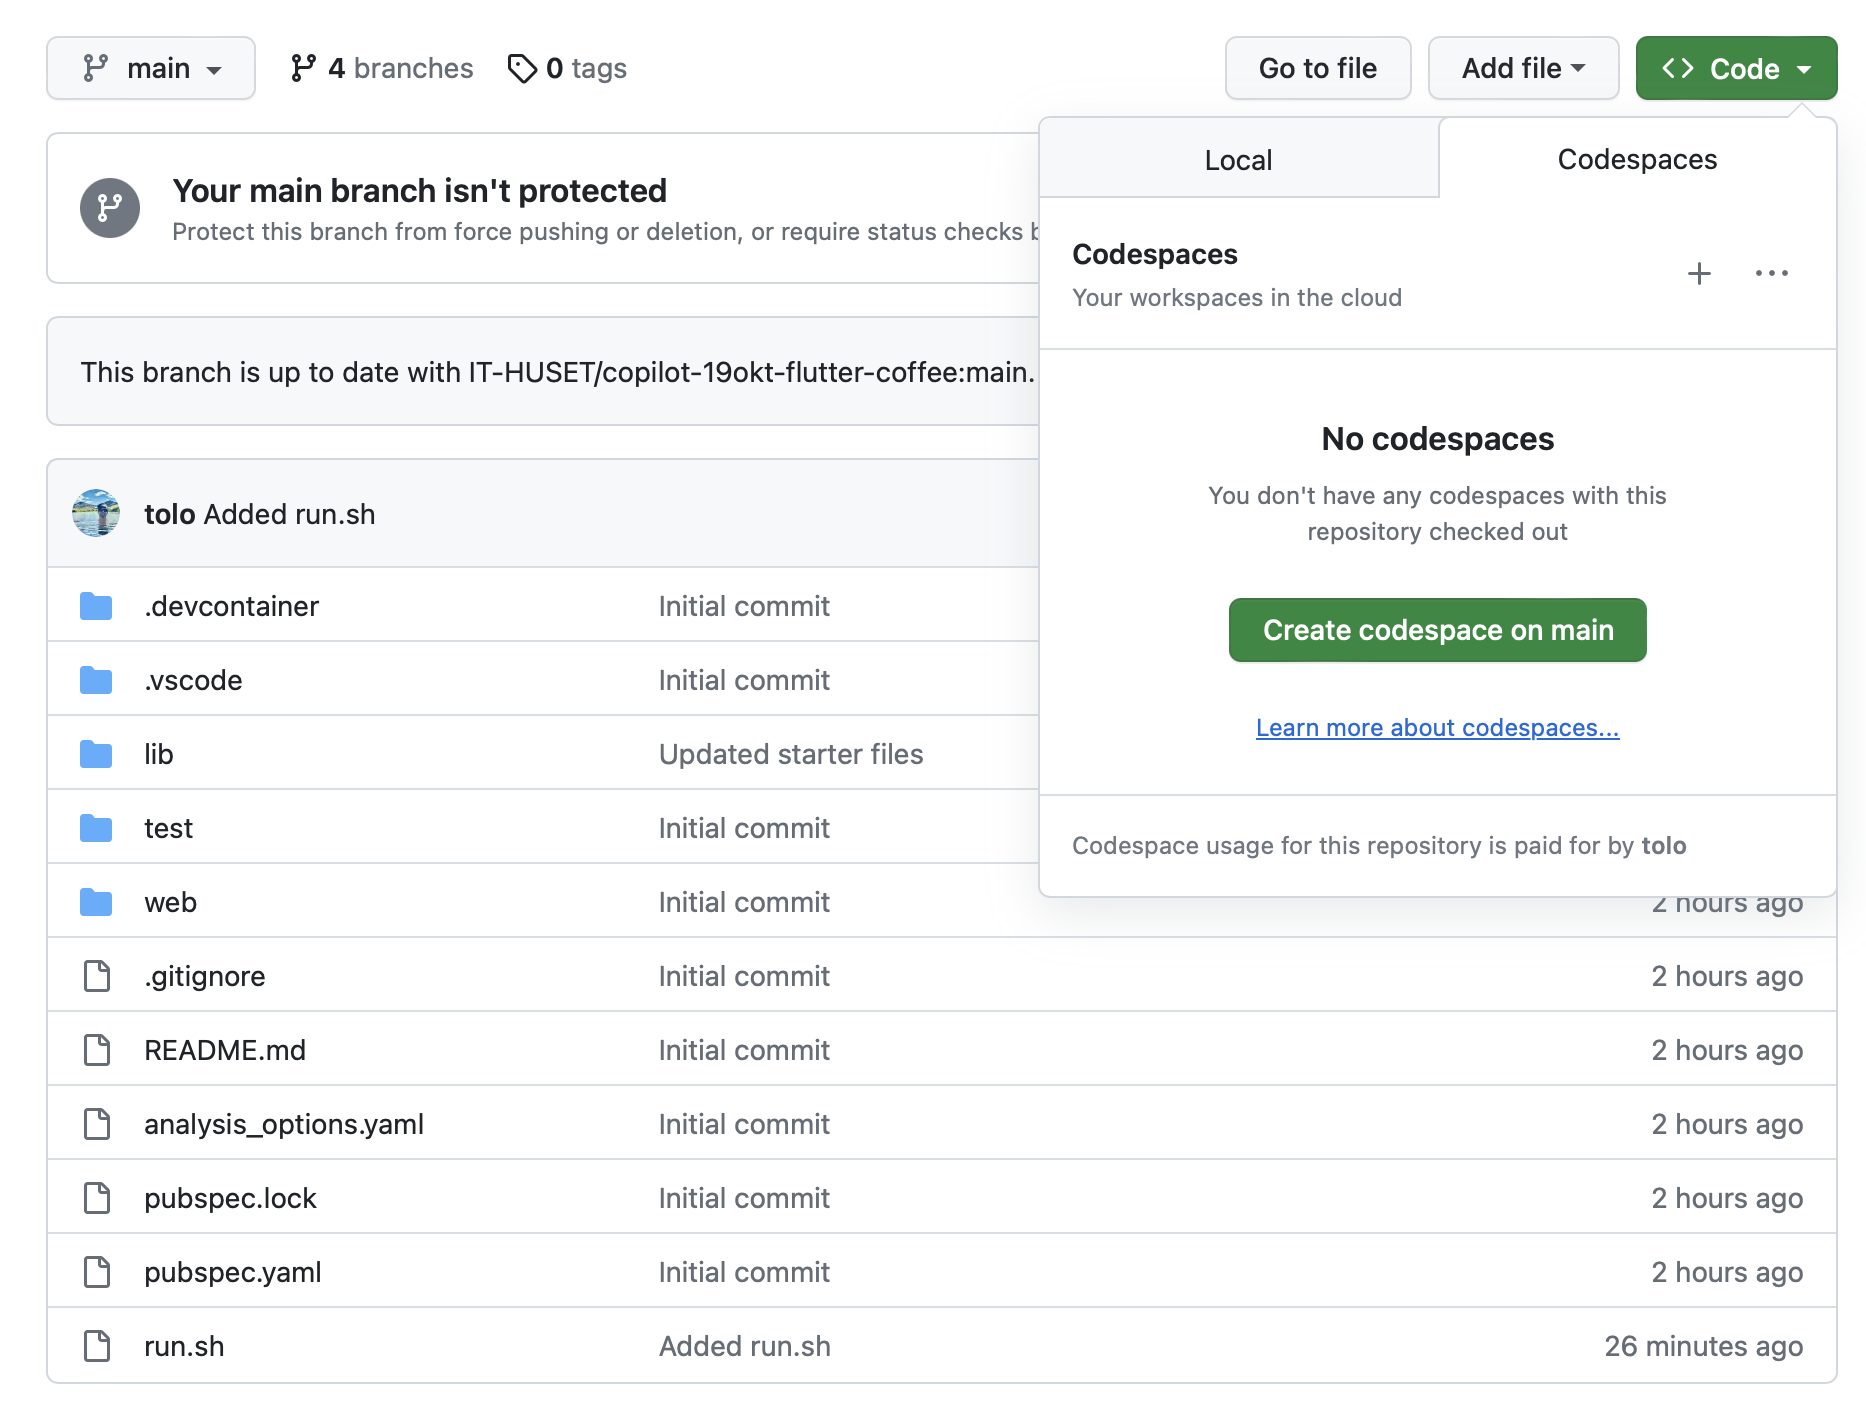 main
4 branches
0 tags
Go to file
Add file
Code
Local
Codespaces
Your main branch isn't protected
Protect this branch from force pushing or deletion, or require status checks
Codespaces
Your workspaces in the cloud
This branch is up to date with IT-HUSET/copilot-19okt-flutter-coffee:main.
No codespaces
You don't have any codespaces with this
repository checked out
Create codespace on main
Learn more about codespaces...
Codespace usage for this repository is paid for by tolo
tolo Added run.sh
.devcontainer Initial commit
.vscode Initial commit
lib Updated starter files
test Initial commit
web Initial commit 2 hours ago
.gitignore Initial commit 2 hours ago
README.md Initial commit 2 hours ago
analysis_options.yaml Initial commit 2 hours ago
pubspec.lock Initial commit 2 hours ago
pubspec.yaml Initial commit 2 hours ago
run.sh Added run.sh 26 minutes ago